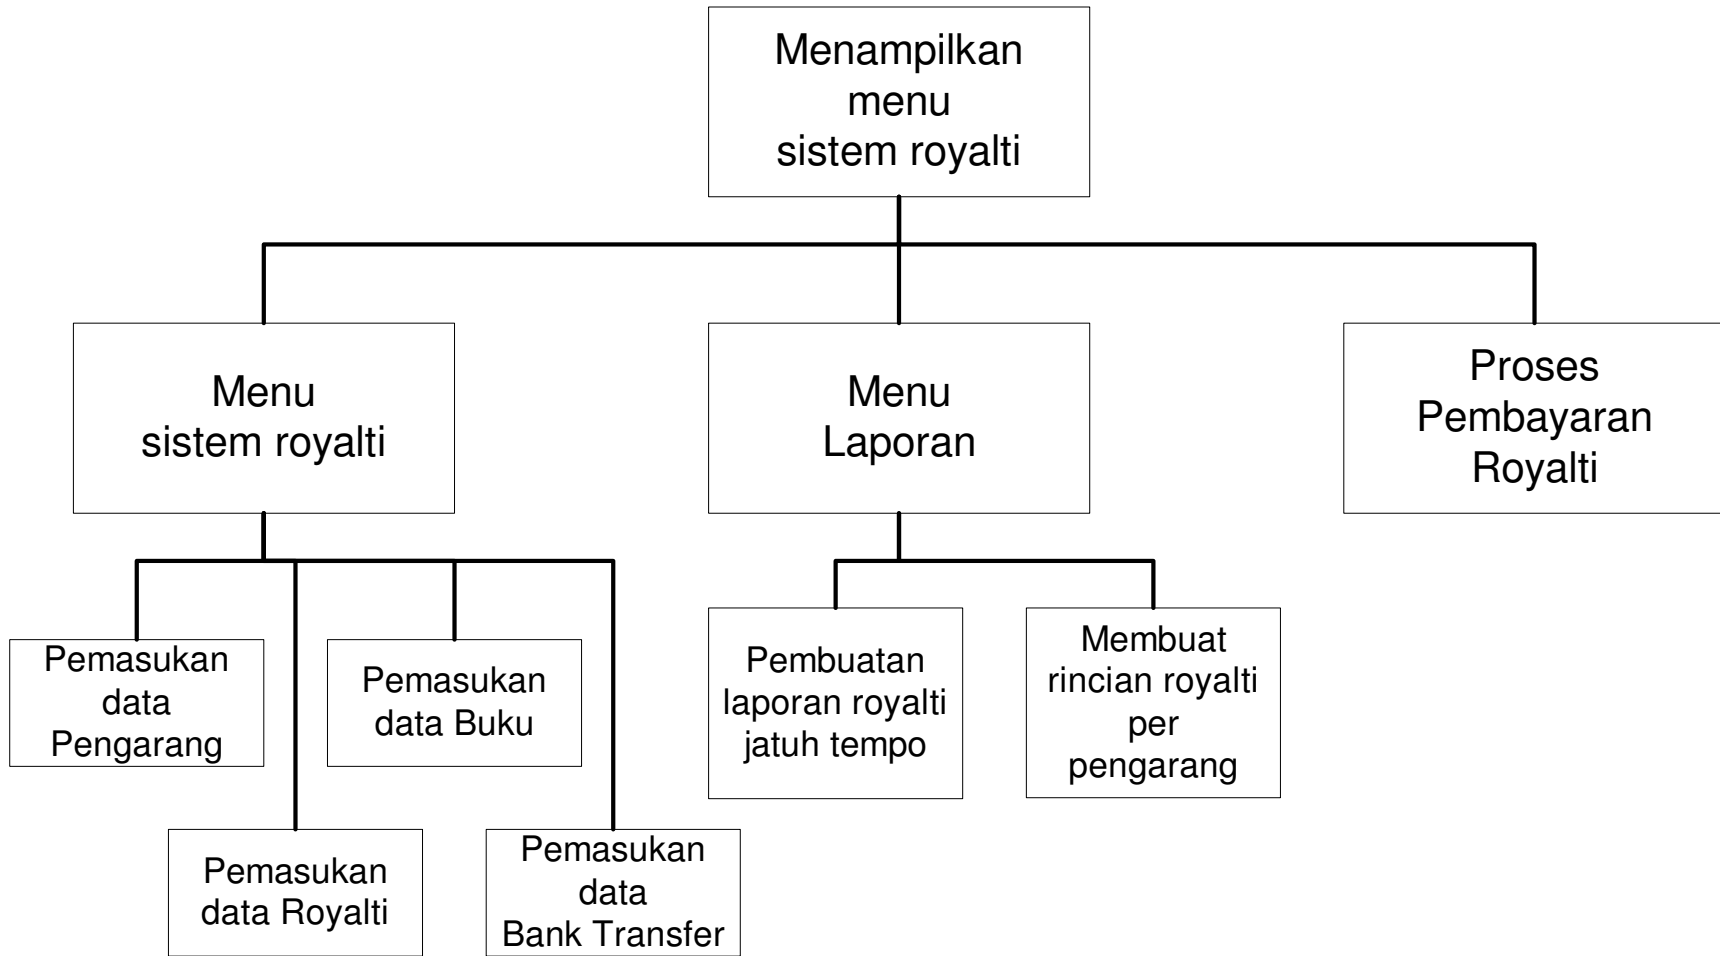 Menampilkan
menu
sistem royalti
Menu
sistem royalti
Menu
Laporan
Proses
Pembayaran
Royalti
Pemasukan
data
Pengarang
Pemasukan
data Buku
Pembuatan
laporan royalti
jatuh tempo
Membuat
rincian royalti
per
pengarang
Pemasukan
data Royalti
Pemasukan
data
Bank Transfer